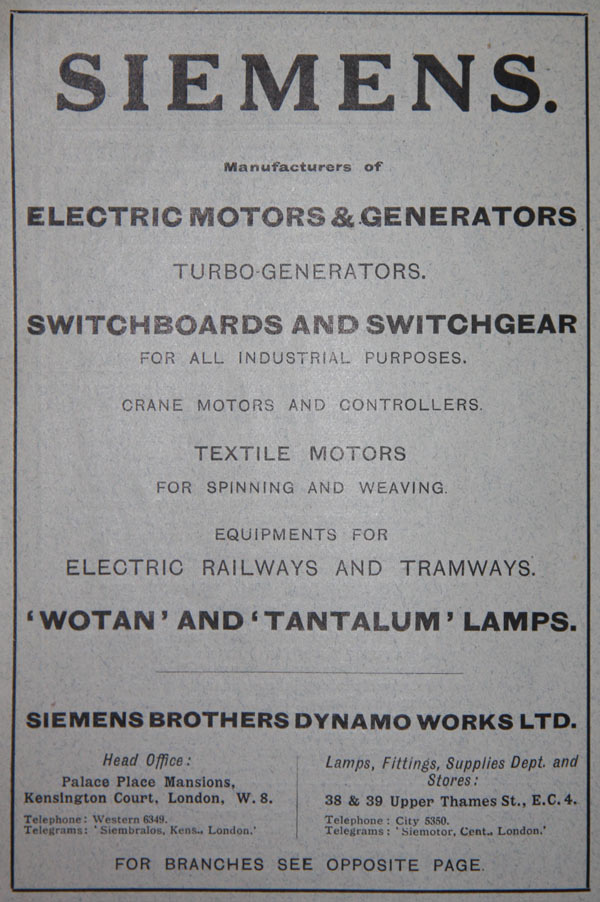 SIEMENS.
Manufacturers of
ELECTRIC MOTORS & GENERATORS
TURBO-GENERATORS.
SWITCHBOARDS AND SWITCHGEAR
FOR ALL INDUSTRIAL PURPOSES.
CRANE MOTORS AND CONTROLLERS.
TEXTILE MOTORS
FOR SPINNING AND WEAVING.
EQUIPMENTS FOR
ELECTRIC RAILWAYS AND TRAMWAYS.
'WOTAN' AND 'TANTALUM' LAMPS.
SIEMENS BROTHERS DYNAMO WORKS LTD.
Head Office:
Palace Place Mansions,
Kensington Court, London, W. 8.
Telephone: Western 6349.
Telegrams: 'Siembralos, Kens., London.'
Lamps, Fittings, Supplies Dept. and
Stores:
38 & 39 Upper Thames St., E.C. 4.
Telephone: City 5350.
Telegrams: 'Siemotor, Cent., London.'
FOR BRANCHES SEE OPPOSITE PAGE.